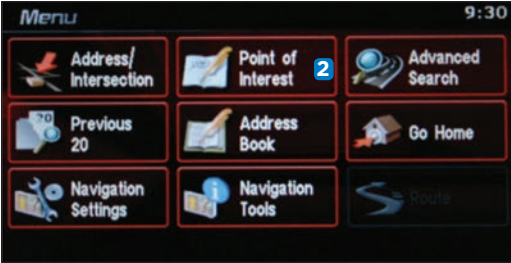 Menu
9:30
Address/
Intersection
Point of
Interest
2
Advanced
Search
20
Previous
20
Address
Book
Go Home
Navigation
Settings
Navigation
Tools
Route